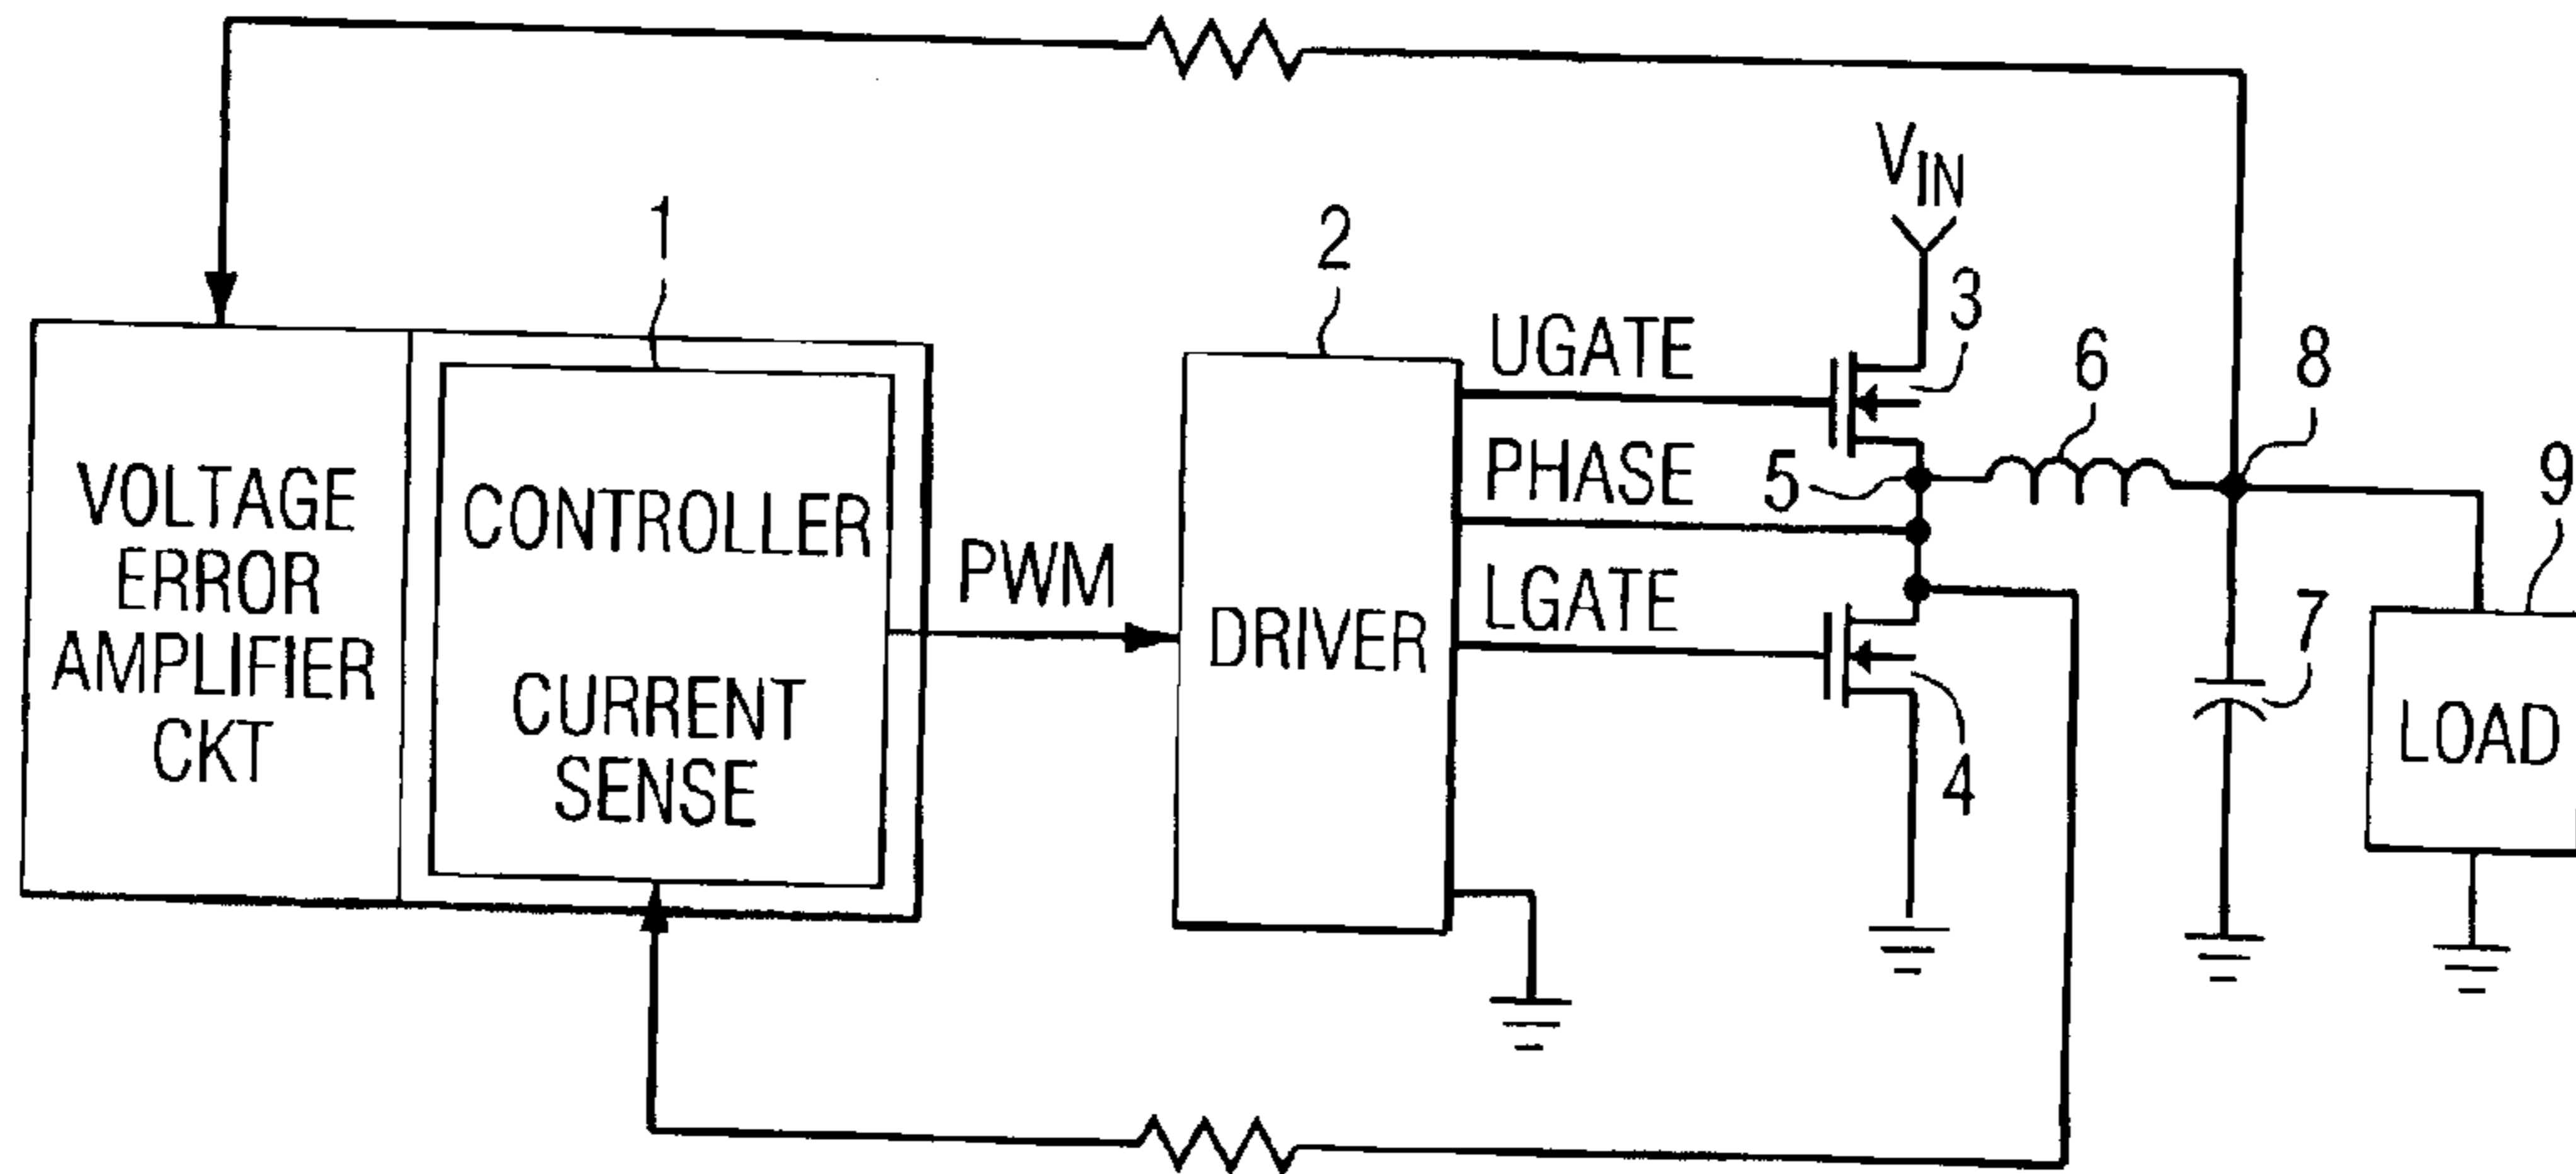 1
2
V_IN
3
UGATE
6
8
PHASE
5
9
VOLTAGE
ERROR
AMPLIFIER
CKT
CONTROLLER
CURRENT
SENSE
PWM
DRIVER
LGATE
7
4
LOAD